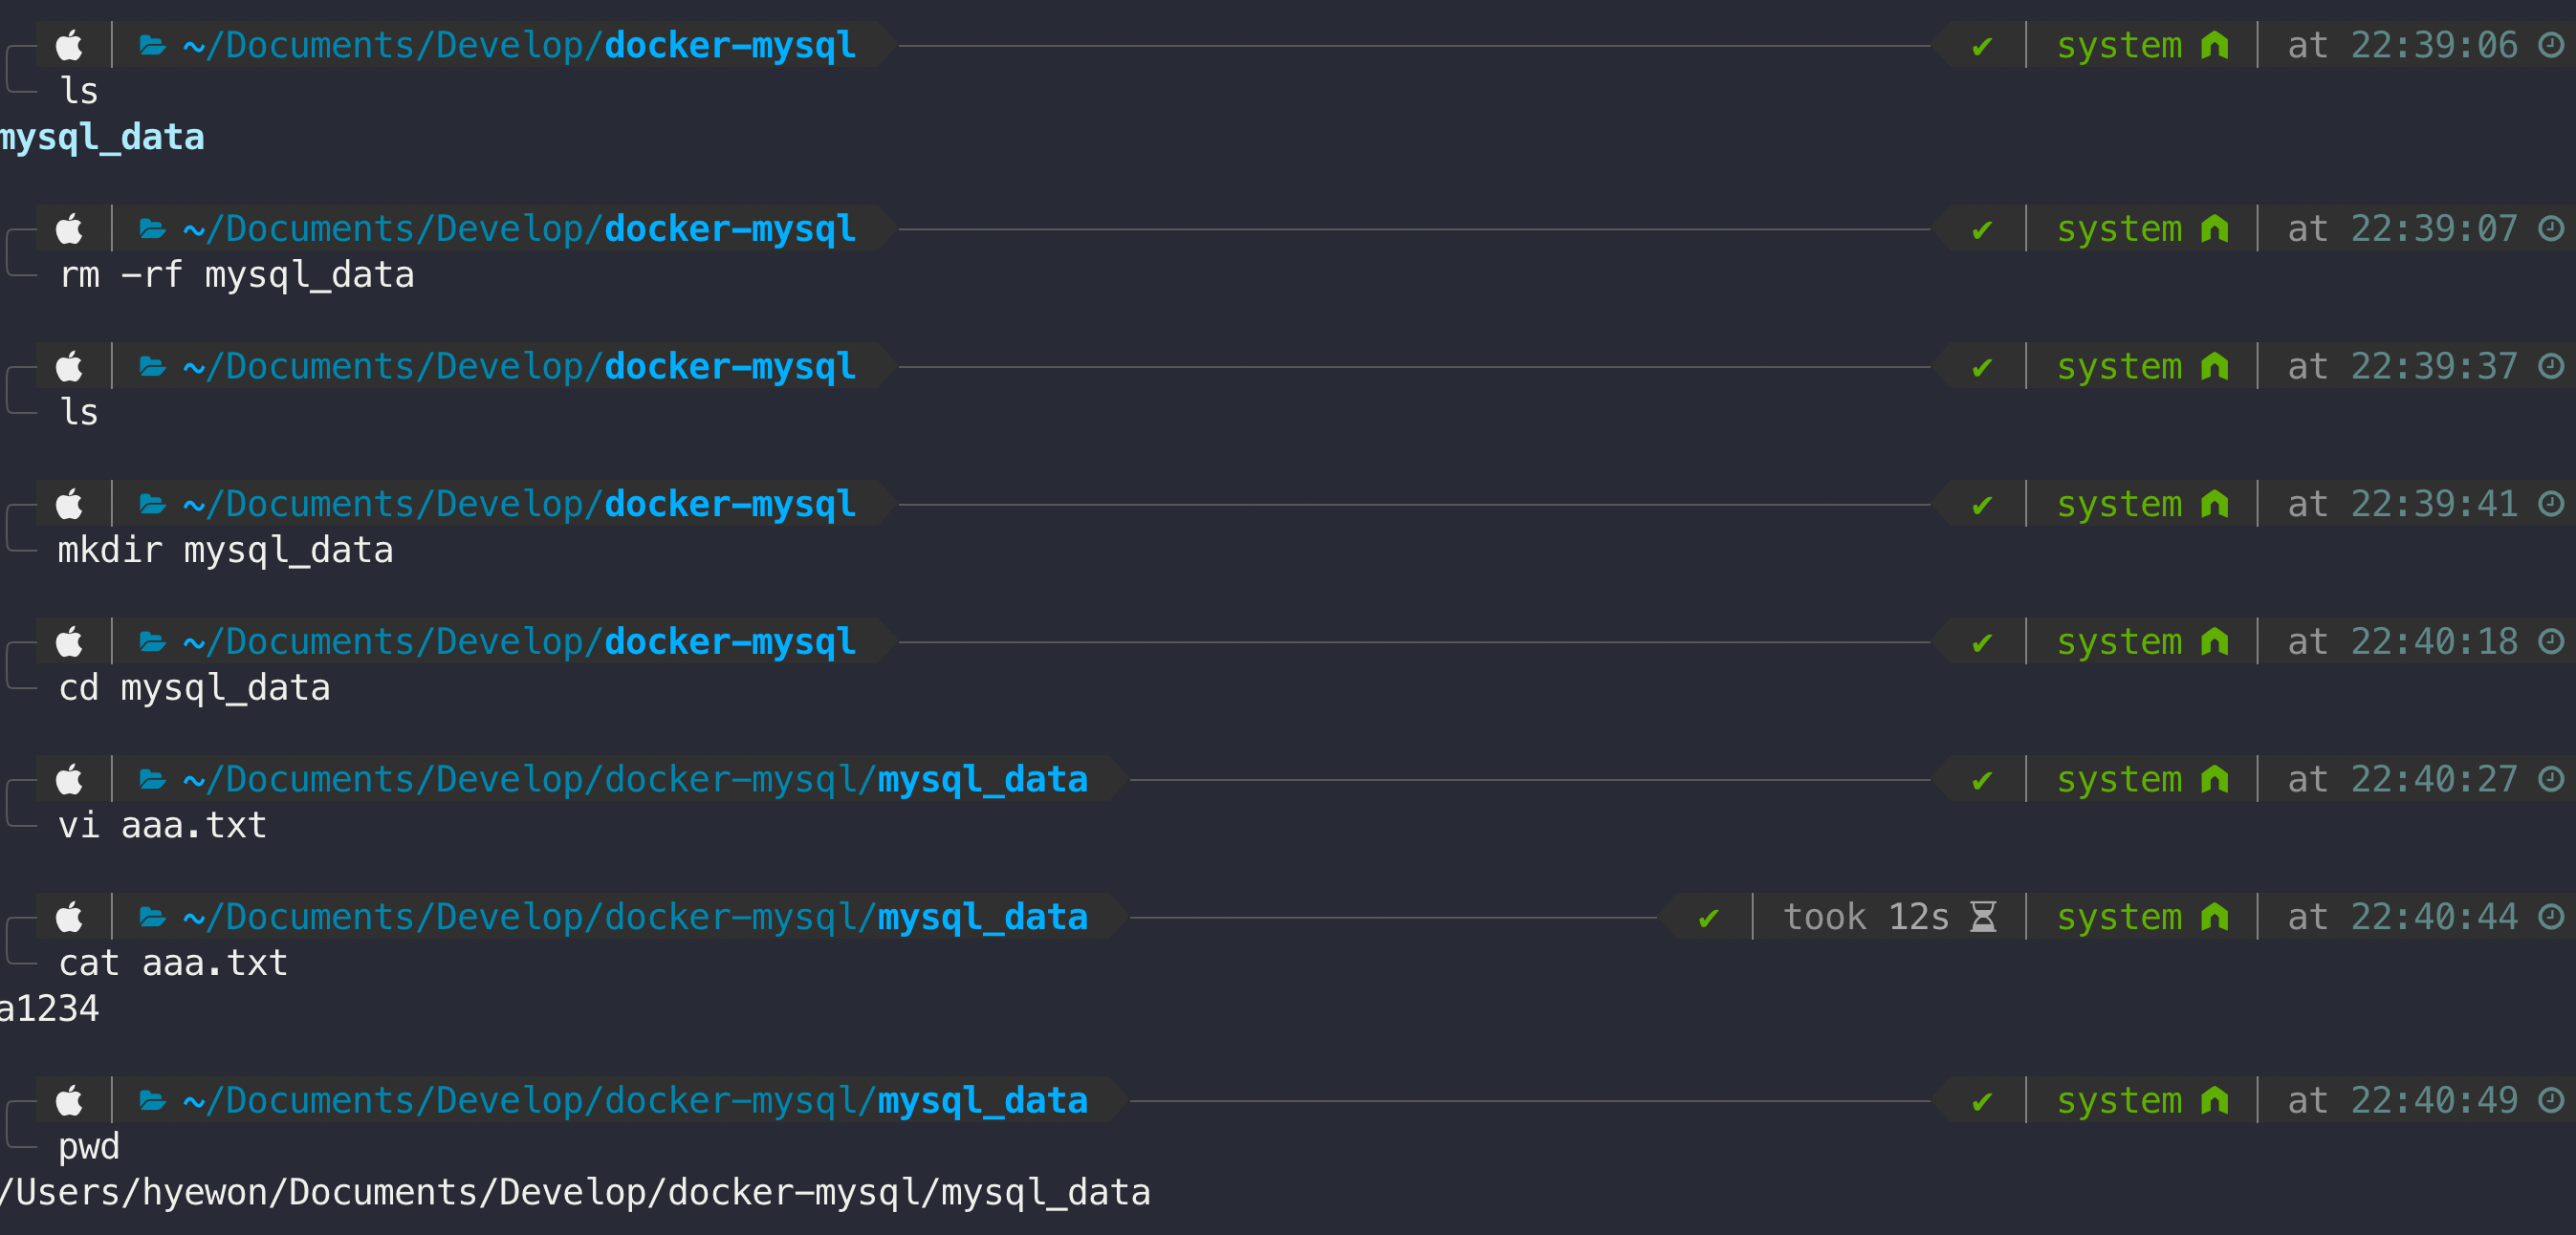 ~/Documents/Develop/docker-mysql ✔ system at 22:39:06
ls
mysql_data
~/Documents/Develop/docker-mysql ✔ system at 22:39:07
rm -rf mysql_data
~/Documents/Develop/docker-mysql ✔ system at 22:39:37
ls
~/Documents/Develop/docker-mysql ✔ system at 22:39:41
mkdir mysql_data
~/Documents/Develop/docker-mysql ✔ system at 22:40:18
cd mysql_data
~/Documents/Develop/docker-mysql/mysql_data ✔ system at 22:40:27
vi aaa.txt
~/Documents/Develop/docker-mysql/mysql_data ✔ took 12s system at 22:40:44
cat aaa.txt
a1234
~/Documents/Develop/docker-mysql/mysql_data ✔ system at 22:40:49
pwd
/Users/hyewon/Documents/Develop/docker-mysql/mysql_data